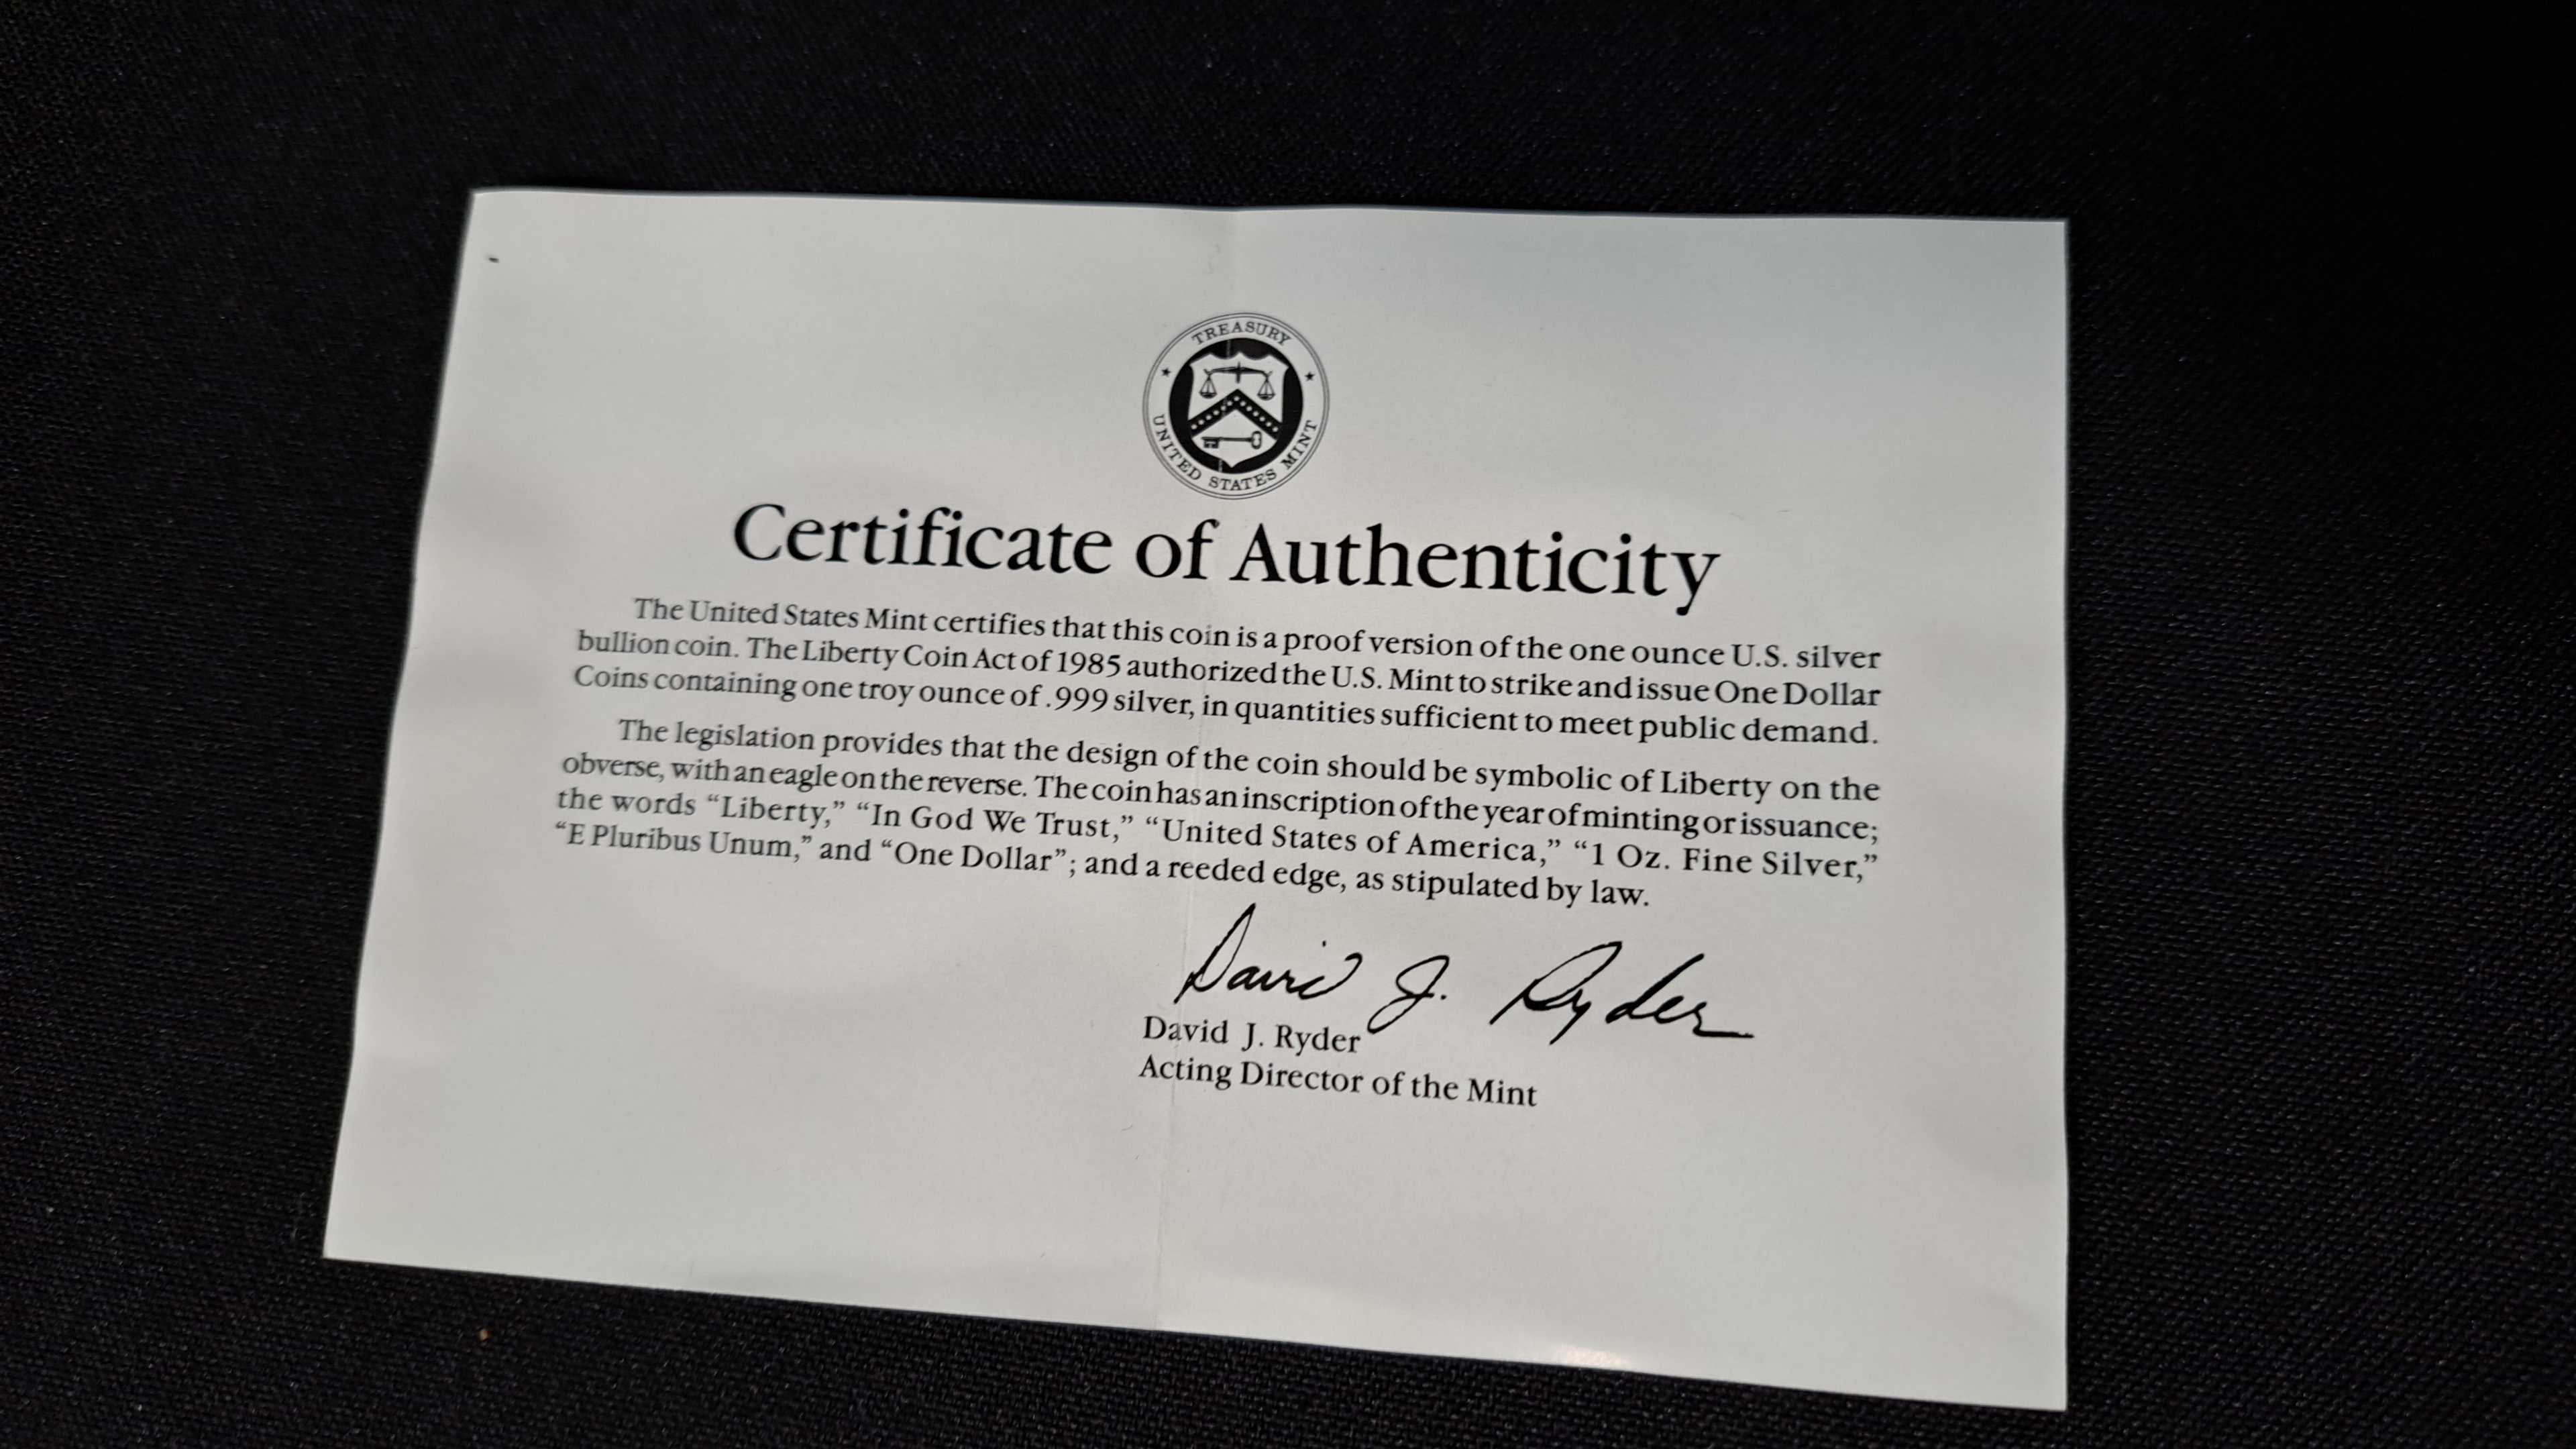 TREASURY
UNITED STATES MINT
Certificate of Authenticity
The United States Mint certifies that this coin is a proof version of the one ounce U.S. silver
bullion coin. The Liberty Coin Act of 1985 authorized the U.S. Mint to strike and issue One Dollar
Coins containing one troy ounce of .999 silver, in quantities sufficient to meet public demand.
The legislation provides that the design of the coin should be symbolic of Liberty on the
obverse, with an eagle on the reverse. The coin has an inscription of the year of minting or issuance;
the words “Liberty,” “In God We Trust,” “United States of America,” “1 Oz. Fine Silver,”
“E Pluribus Unum,” and “One Dollar”; and a reeded edge, as stipulated by law.
David J. Ryder
David J. Ryder
Acting Director of the Mint